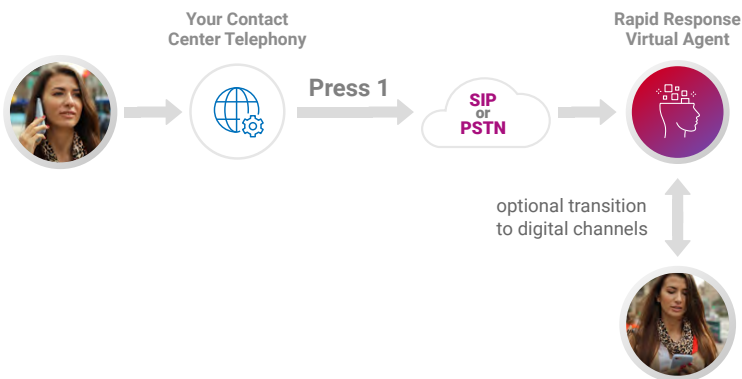 Your Contact
Center Telephony
Rapid Response
Virtual Agent
Press 1
SIP
or
PSTN
optional transition
to digital channels